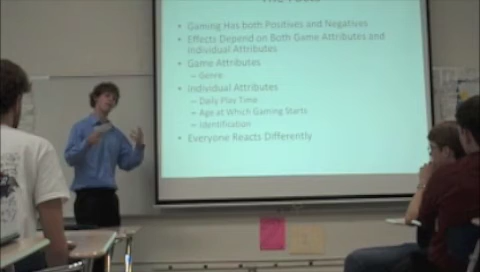 • Gaming Has both Positives and Negatives
• Effects Depend on Both Game Attributes and
Individual Attributes
• Game Attributes
– Genre
• Individual Attributes
– Daily Play Time
– Age at Which Gaming Starts
– Identification
• Everyone Reacts Differently